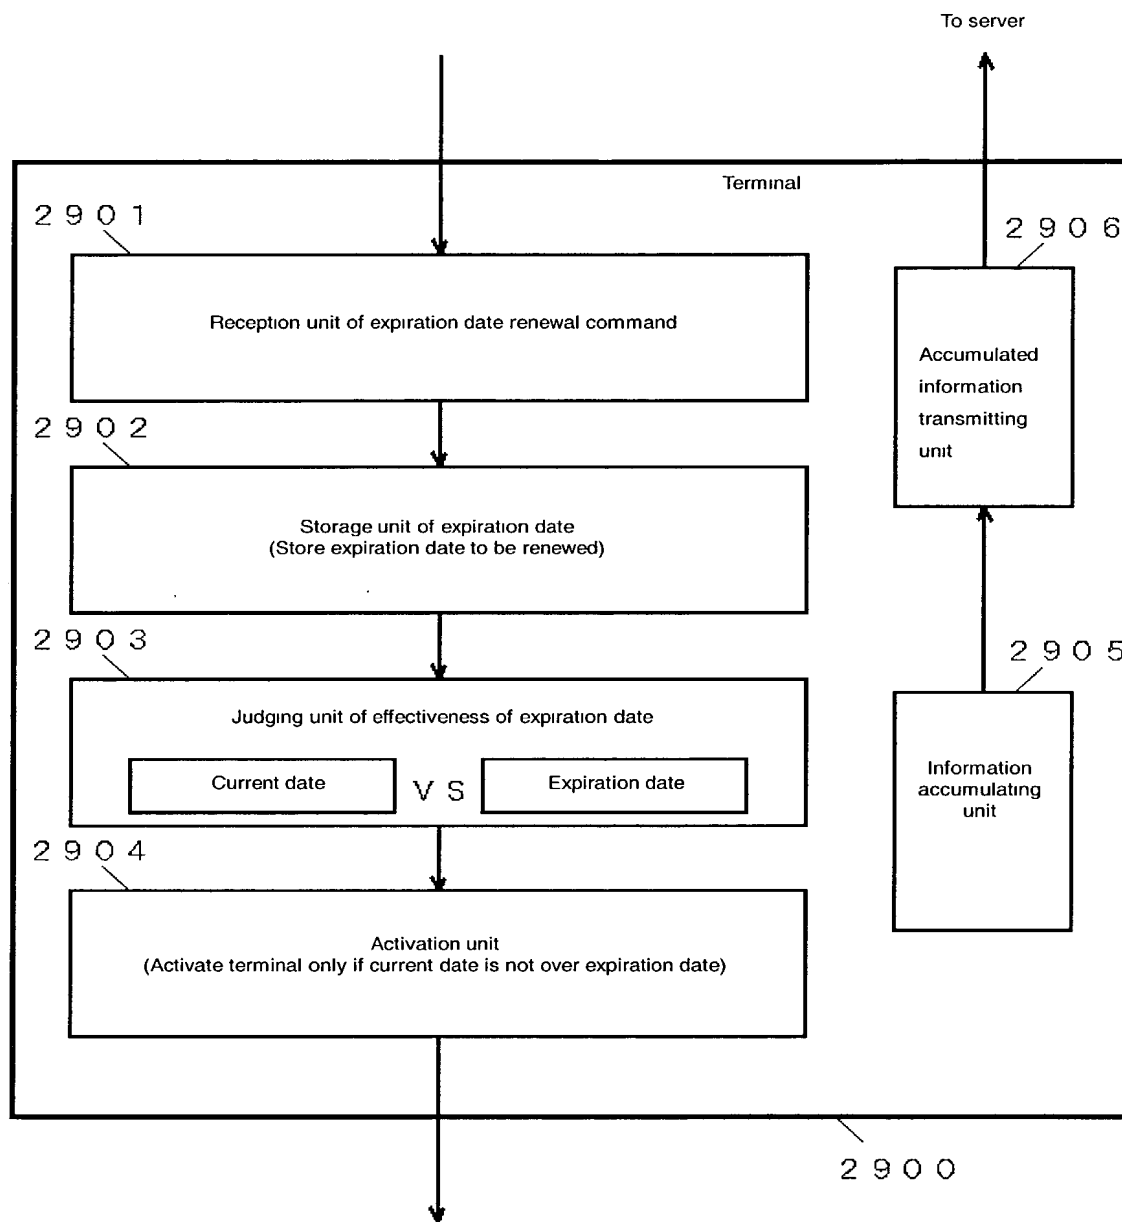 To server
Terminal
2901
2906
Reception unit of expiration date renewal command
Accumulated
information
transmitting
unit
2902
Storage unit of expiration date
(Store expiration date to be renewed)
2903
2905
Judging unit of effectiveness of expiration date
Current date
VS
Expiration date
Information
accumulating
unit
2904
Activation unit
(Activate terminal only if current date is not over expiration date)
2900